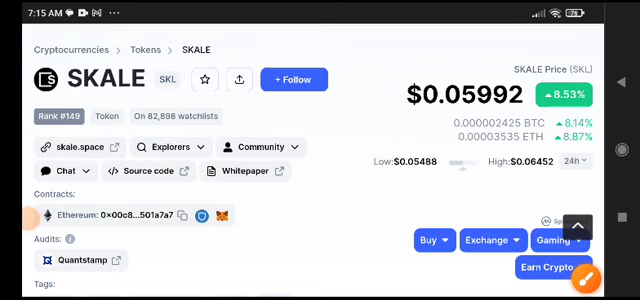 7:15 AM
76
Cryptocurrencies > Tokens > SKALE
SKALE SKL
+ Follow
SKALE Price (SKL)
$0.05992 8.53%
0.000002425 BTC 8.14%
0.00003535 ETH 8.87%
Rank #149 Token On 82,898 watchlists
Low:$0.05488 High:$0.06452 24h
skale.space Explorers Community
Chat Source code Whitepaper
Contracts:
Ethereum: 0x00c8...501a7a7
Audits:
Quantstamp
Buy Exchange Gaming
Earn Crypto
Tags: